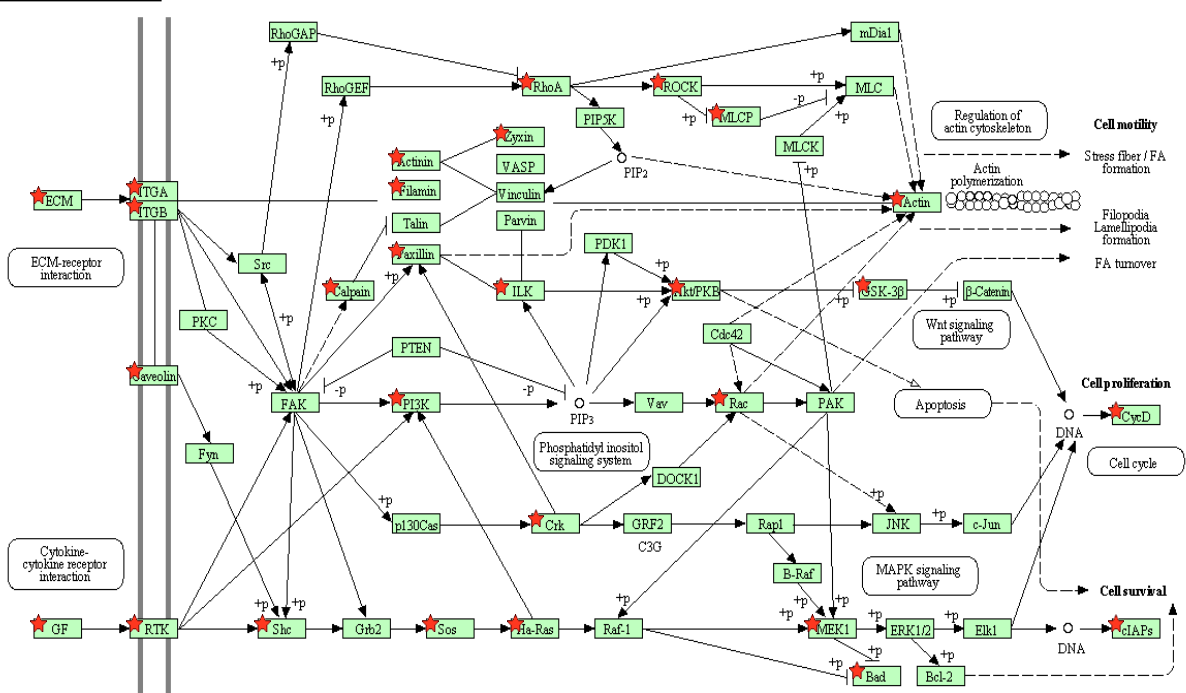 RhoGAP
mDia1
+p
RhoGEF
RhoA
ROCK
+p
MLC
+p
+p
MLCP
-p
+p
PIP5K
MLCK
+p
PIP2
Regulation of
actin cytoskeleton
Cell motility
Stress fiber / FA
formation
Zyxin
Actinin
VASP
Filamin
Vinculin
Talin
Parvin
Actin
Actin
polymerization
Filopodia
Lamellipodia
formation
FA turnover
ECM
ITGA
ITGB
ECM-receptor
interaction
Src
Paxillin
+p
PDK1
+p
Calpain
ILK
+p
Akt/PKB
+p
GSK-3β
+p
β-Catenin
Wnt signaling
pathway
PKC
+p
PTEN
Cdc42
Caveolin
+p
-p
-p
FAK
PI3K
PIP3
Vav
Rac
PAK
Apoptosis
Cell proliferation
DNA
CycD
Cell cycle
Phosphatidyl inositol
signaling system
Fyn
DOCK1
+p
p130Cas
Crk
GRF2
C3G
Rap1
+p
JNK
+p
c-Jun
Cytokine-
cytokine receptor
interaction
B-Raf
MAPK signaling
pathway
Cell survival
GF
RTK
+p
+p
Shc
Grb2
Sos
Ha-Ras
+p
Raf-1
+p
+p
+p
MEK1
+p
ERK1/2
+p
Elk1
DNA
cIAPs
+p
+p
Bad
+p
Bcl-2